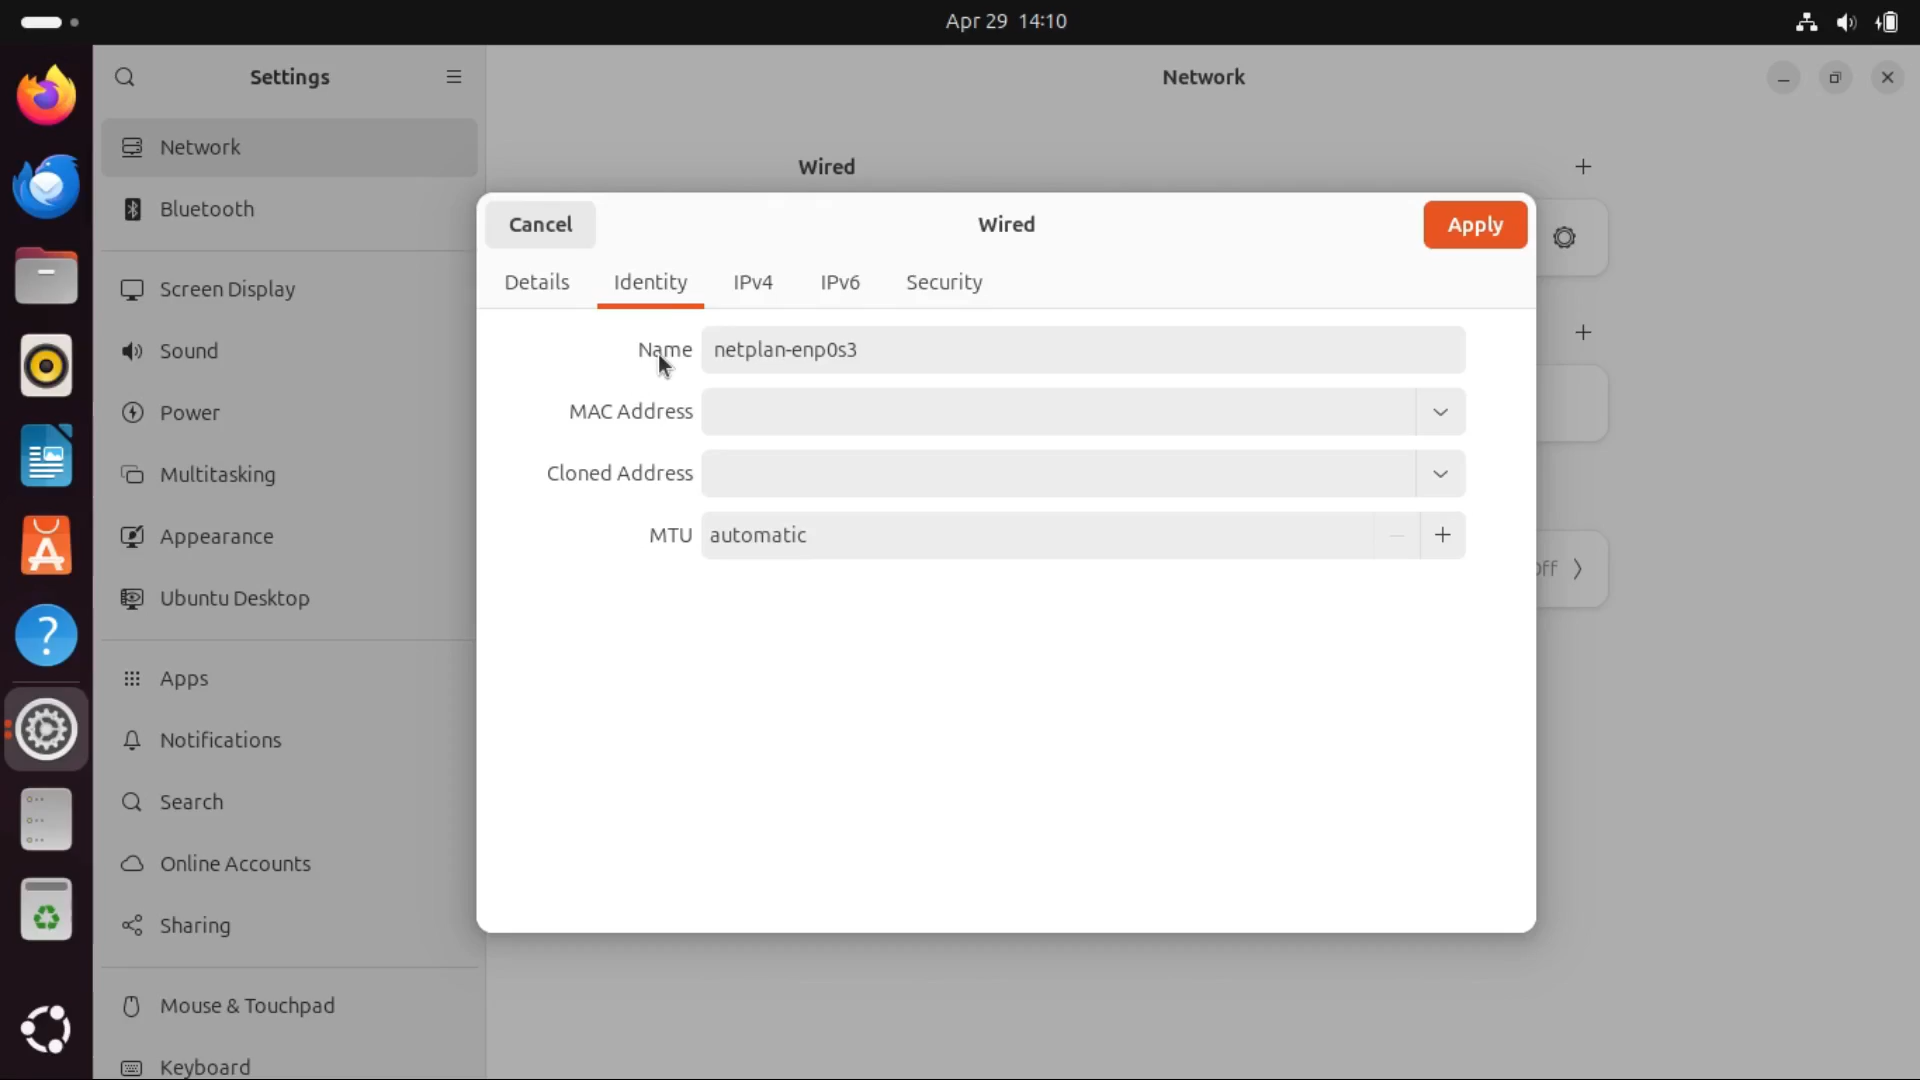 Apr 29 14:10
Settings
Network
Network
Bluetooth
Screen Display
Sound
Power
Multitasking
Appearance
Ubuntu Desktop
Apps
Notifications
Search
Online Accounts
Sharing
Mouse & Touchpad
Keyboard
Wired
Cancel
Wired
Apply
Details
Identity
IPv4
IPv6
Security
Name
netplan-enp0s3
MAC Address
Cloned Address
MTU
automatic
Off